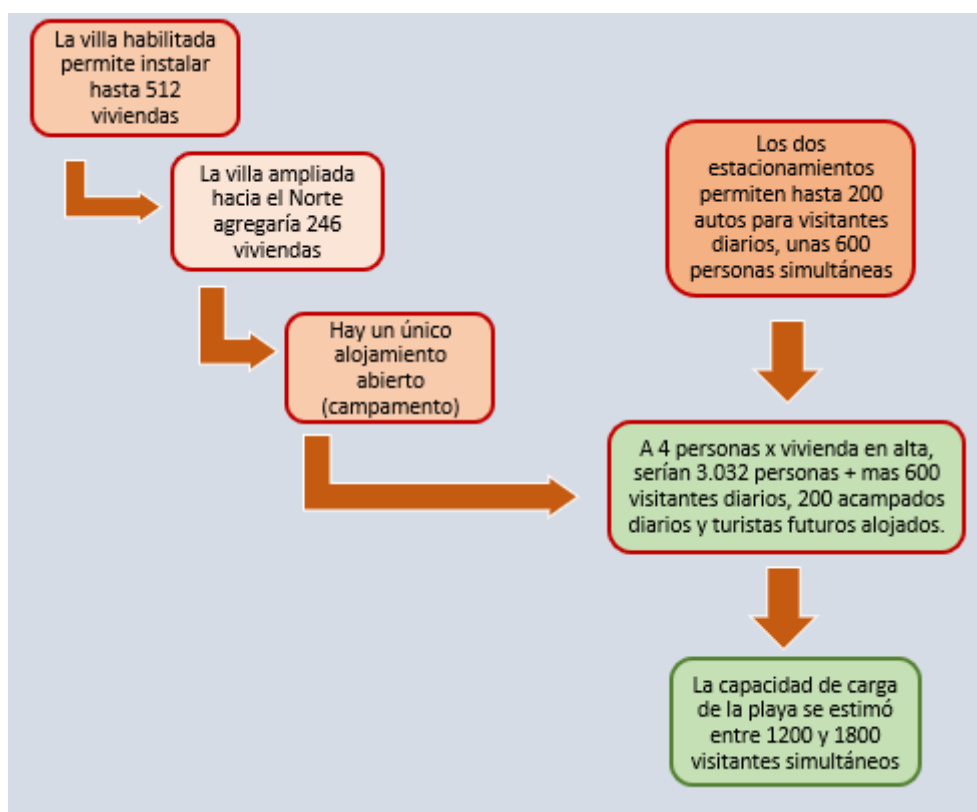 La villa habilitada
permite instalar
hasta 512
viviendas
La villa ampliada
hacia el Norte
agregaría 246
viviendas
Hay un único
alojamiento
abierto
(campamento)
Los dos
estacionamientos
permiten hasta 200
autos para visitantes
diarios, unas 600
personas simultáneas
A 4 personas x vivienda en alta,
serían 3.032 personas + mas 600
visitantes diarios, 200 acampados
diarios y turistas futuros alojados.
La capacidad de carga
de la playa se estimó
entre 1200 y 1800
visitantes simultáneos